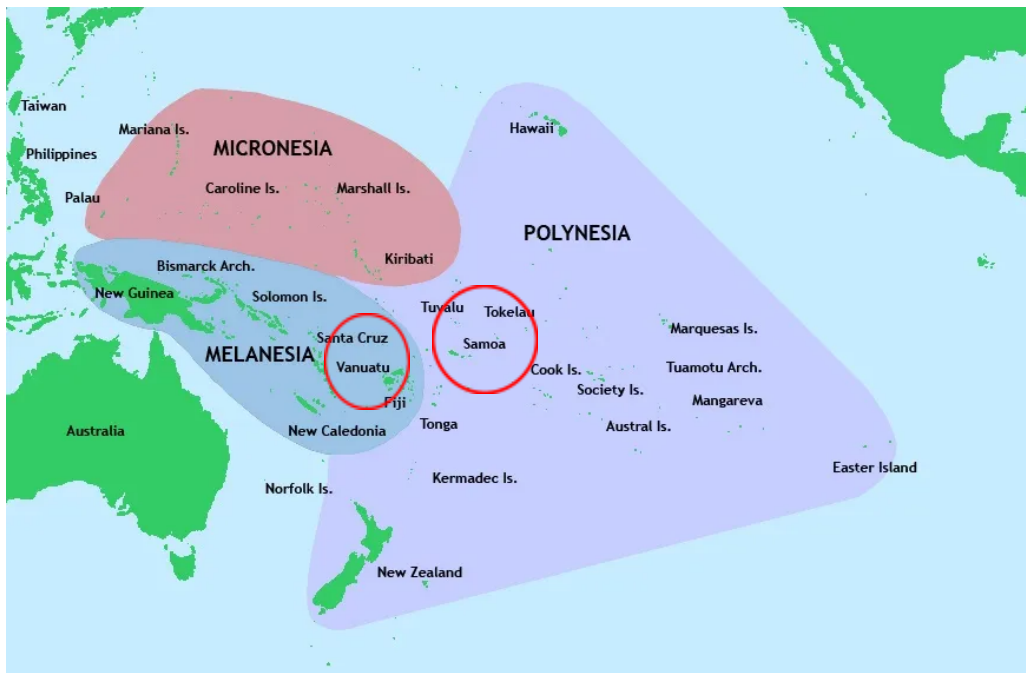 Hawaii
Taiwan
Mariana Is.
MICRONESIA
Philippines
Caroline Is.
Marshall Is.
Palau
POLYNESIA
Kiribati
Bismarck Arch.
New Guinea
Solomon Is.
Tuvalu
Tokelau
Santa Cruz
Marquesas Is.
Samoa
MELANESIA
Vanuatu
Cook Is.
Tuamotu Arch.
Society Is.
Fiji
Mangareva
Tonga
Austral Is.
Australia
New Caledonia
Easter Island
Kermadec Is.
Norfolk Is.
New Zealand